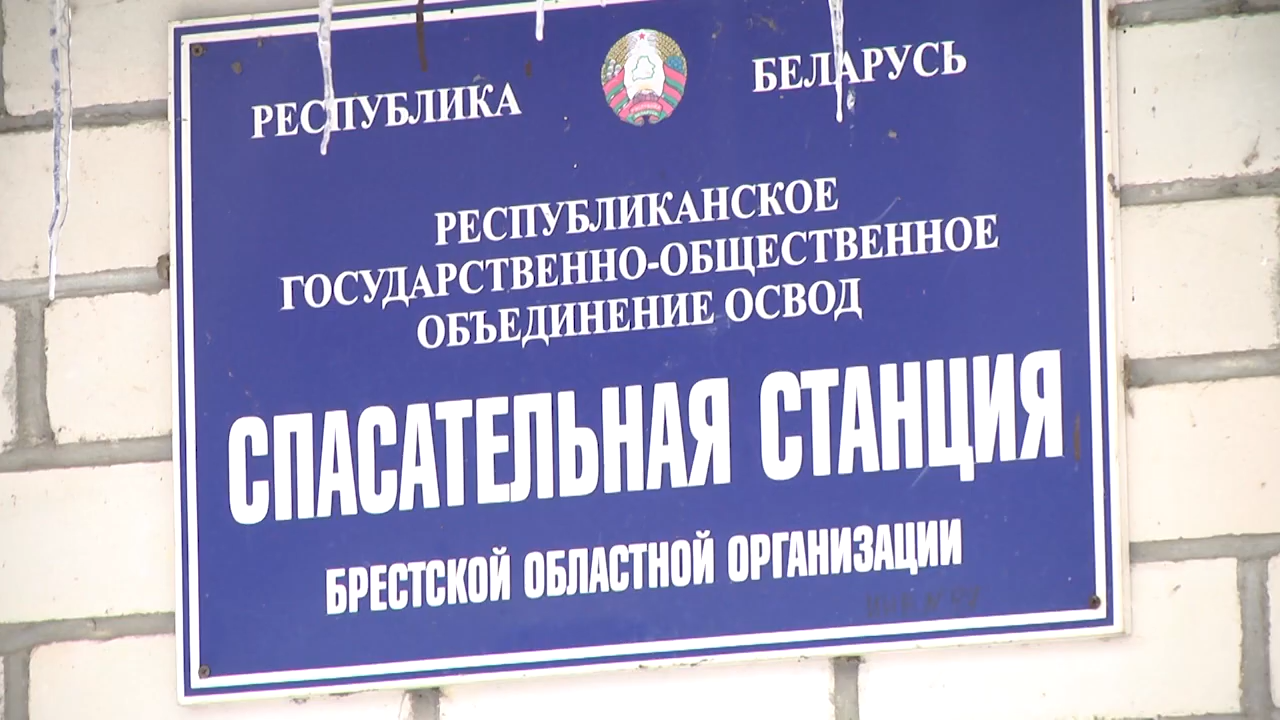 РЕСПУБЛИКА БЕЛАРУСЬ
РЕСПУБЛИКАНСКОЕ
ГОСУДАРСТВЕННО-ОБЩЕСТВЕННОЕ
ОБЪЕДИНЕНИЕ ОСВОД
СПАСАТЕЛЬНАЯ СТАНЦИЯ
БРЕСТСКОЙ ОБЛАСТНОЙ ОРГАНИЗАЦИИ